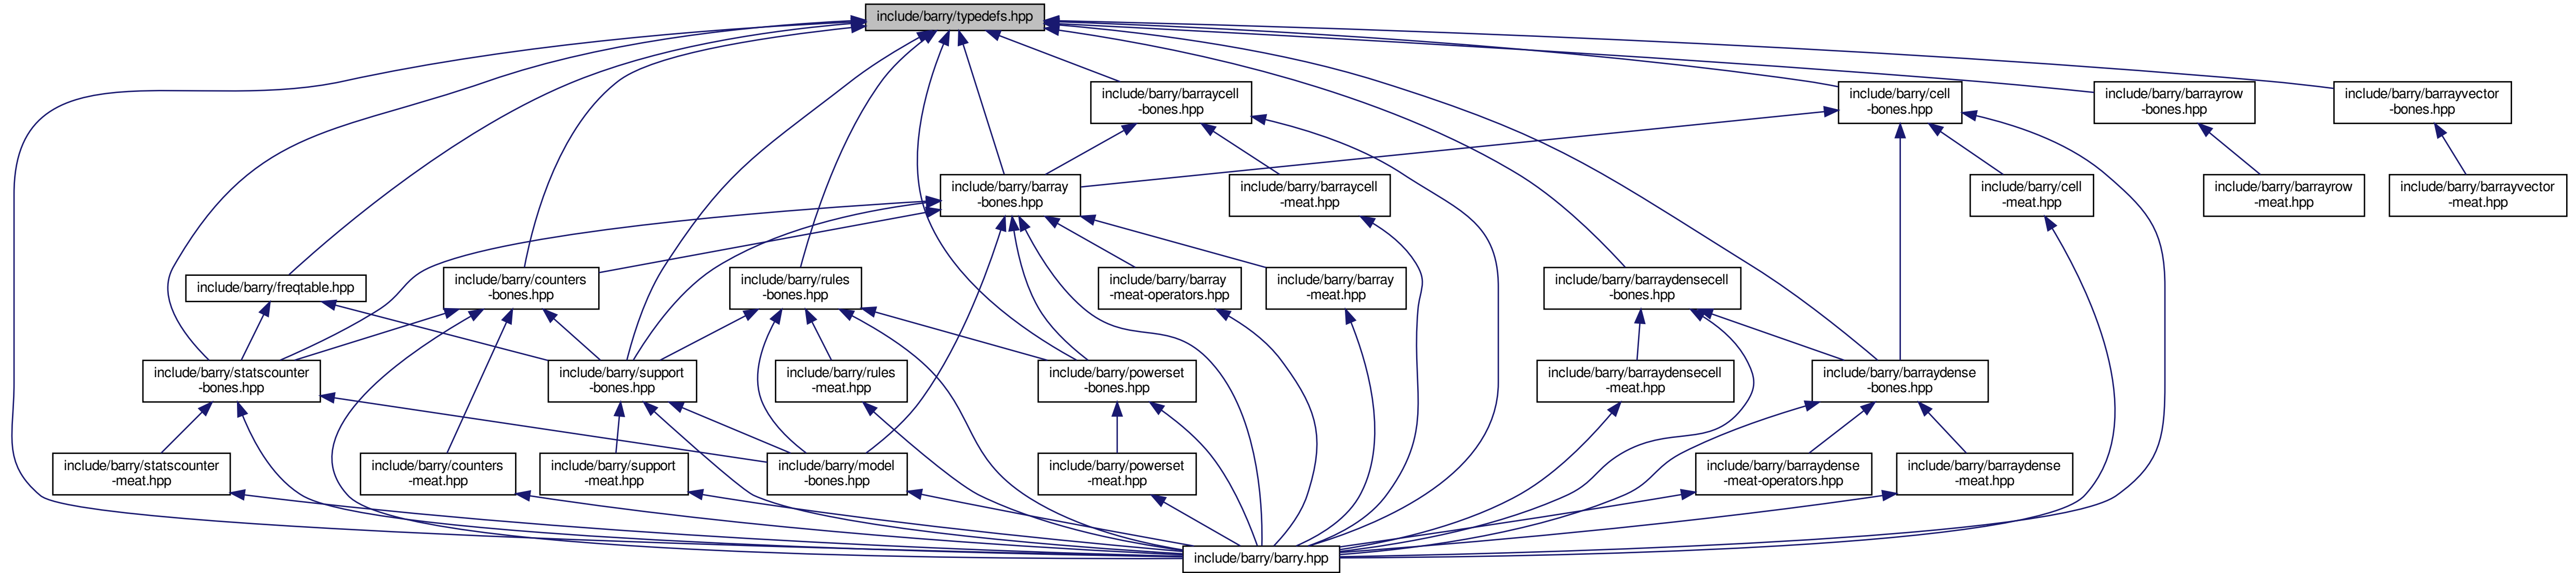 include/barry/typedefs.hpp
include/barry/barraycell
-bones.hpp
include/barry/cell
-bones.hpp
include/barry/barrayrow
-bones.hpp
include/barry/barrayvector
-bones.hpp
include/barry/barray
-bones.hpp
include/barry/barraycell
-meat.hpp
include/barry/cell
-meat.hpp
include/barry/barrayrow
-meat.hpp
include/barry/barrayvector
-meat.hpp
include/barry/freqtable.hpp
include/barry/counters
-bones.hpp
include/barry/rules
-bones.hpp
include/barry/barray
-meat-operators.hpp
include/barry/barray
-meat.hpp
include/barry/barraydensecell
-bones.hpp
include/barry/statscounter
-bones.hpp
include/barry/support
-bones.hpp
include/barry/rules
-meat.hpp
include/barry/powerset
-bones.hpp
include/barry/barraydensecell
-meat.hpp
include/barry/barraydense
-bones.hpp
include/barry/statscounter
-meat.hpp
include/barry/counters
-meat.hpp
include/barry/support
-meat.hpp
include/barry/model
-bones.hpp
include/barry/powerset
-meat.hpp
include/barry/barraydense
-meat-operators.hpp
include/barry/barraydense
-meat.hpp
include/barry/barry.hpp